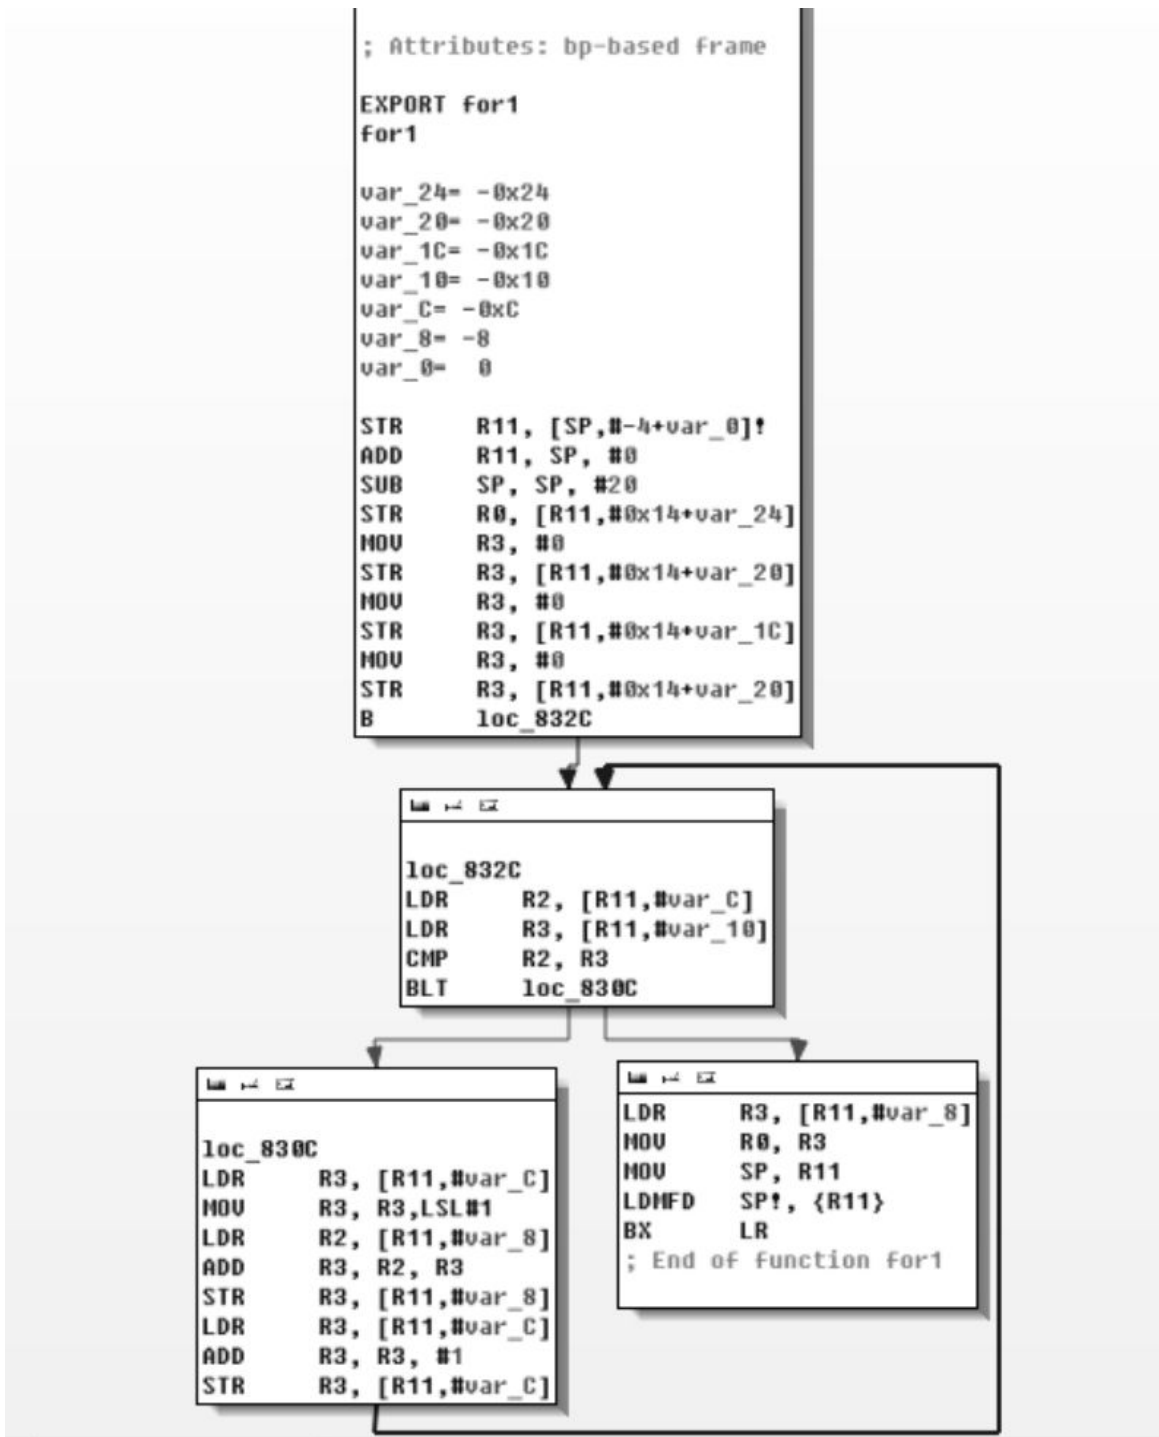 ; Attributes: bp-based frame
EXPORT for1
for1
var_24= -0x24
var_20= -0x20
var_1C= -0x1C
var_10= -0x10
var_C= -0xC
var_8= -8
var_0=  0
STR R11, [SP,#-4+var_0]!
ADD R11, SP, #0
SUB SP, SP, #20
STR R0, [R11,#0x14+var_24]
MOV R3, #0
STR R3, [R11,#0x14+var_20]
MOV R3, #0
STR R3, [R11,#0x14+var_1C]
MOV R3, #0
STR R3, [R11,#0x14+var_20]
B loc_832C
loc_832C
LDR R2, [R11,#var_C]
LDR R3, [R11,#var_10]
CMP R2, R3
BLT loc_830C
loc_830C
LDR R3, [R11,#var_C]
MOV R3, R3,LSL#1
LDR R2, [R11,#var_8]
ADD R3, R2, R3
STR R3, [R11,#var_8]
LDR R3, [R11,#var_C]
ADD R3, R3, #1
STR R3, [R11,#var_C]
LDR R3, [R11,#var_8]
MOV R0, R3
MOV SP, R11
LDMFD SP!, {R11}
BX LR
; End of function for1